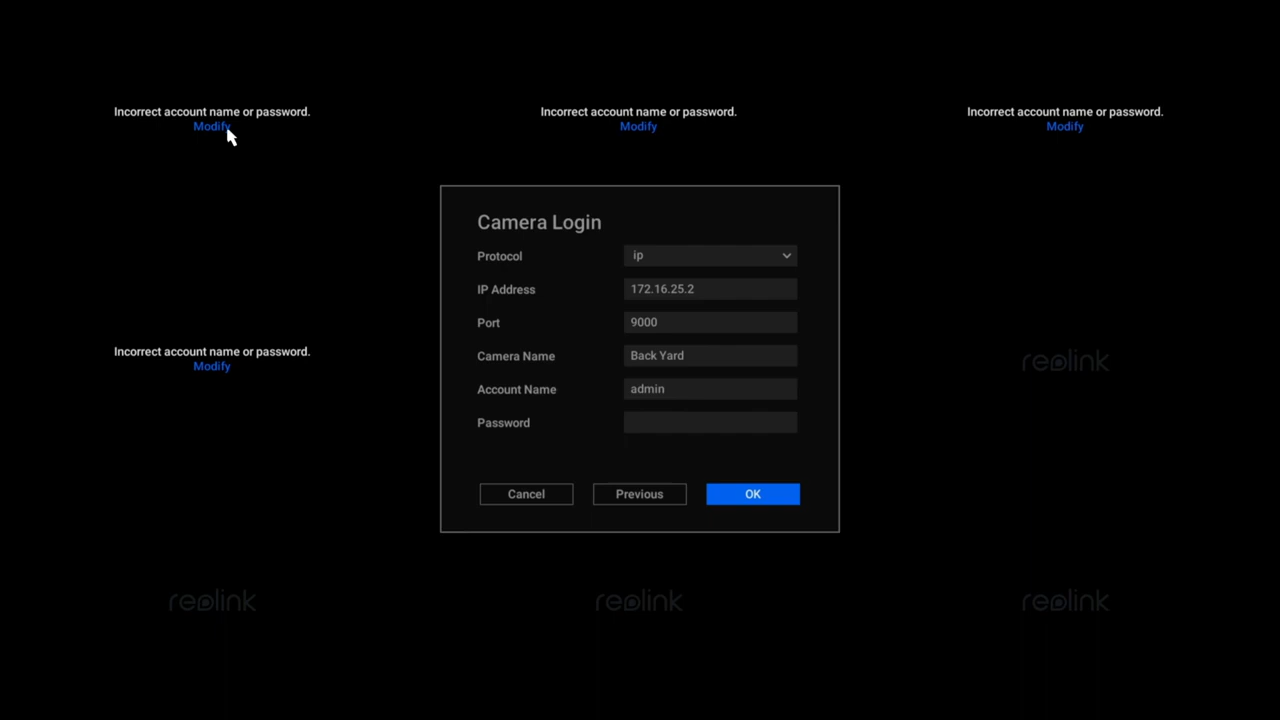 Incorrect account name or password.
Modify
Incorrect account name or password.
Modify
Incorrect account name or password.
Modify
Camera Login
Protocol ip
IP Address 172.16.25.2
Port 9000
Camera Name Back Yard
Account Name admin
Password
Cancel Previous OK
Incorrect account name or password.
Modify
reolink
reolink
reolink
reolink